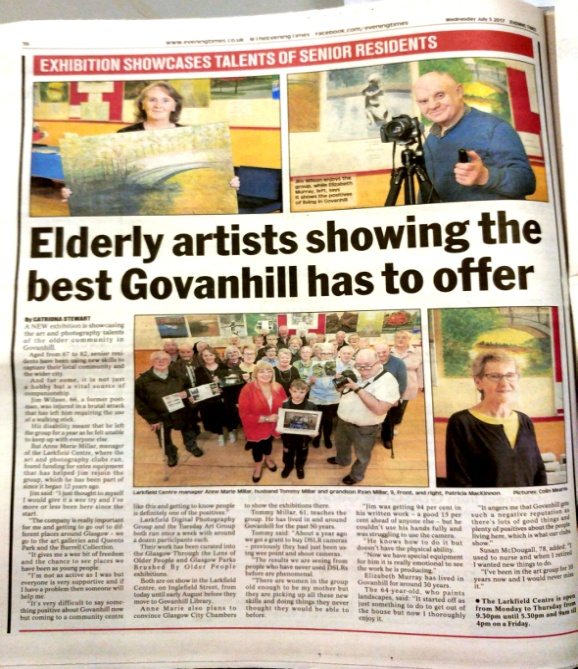 www.eveningtimes.co.uk @TheEveningTimes facebook.com/eveningtimes
Wednesday July 5 2017 EVENING TIMES
EXHIBITION SHOWCASES TALENTS OF SENIOR RESIDENTS
Jim Wilson enjoys the
group, while Elizabeth
Murray, left, says
it shows the positives
of living in Govanhill
Elderly artists showing the
best Govanhill has to offer
By CATRIONA STEWART
A NEW exhibition is showcasing
the art and photography talents
of the older community in
Govanhill.
Aged from 67 to 82, senior resi-
dents have been using new skills to
capture their local community and
the wider city.
And for some, it is not just
a hobby but a vital source of
companionship.
Jim Wilson, 66, a former post-
man, was injured in a brutal attack
that has left him requiring the use
of a walking stick.
His disability meant that he left
the group for a year as he felt unable
to keep up with everyone else.
But Anne Marie Millar, manager
of the Larkfield Centre, where the
art and photography clubs run,
found funding for extra equipment
that has helped Jim rejoin the
group, which he has been part of
since it began 12 years ago.
Jim said: "I just thought to myself
I would give it a wee try and I've
more or less been here since the
start.
"The company is really important
for me and getting to go out to dif-
ferent places around Glasgow - we
go to the art galleries and Queens
Park and the Burrell Collection.
"It gives me a wee bit of freedom
and the chance to see places we
have been as young people.
"I'm not as active as I was but
everyone is very supportive and if
I have a problem then someone will
help me.
"It's very difficult to say some-
thing positive about Govanhill now
but coming to a community centre
Larkfield Centre manager Anne Marie Millar, husband Tommy Millar and grandson Ryan Millar, 8, front, and right, Patricia MacKinnon
Pictures: Colin Mearns
like this and getting to know people
is definitely one of the positives.
Larkfield Digital Photography
Group and the Tuesday Art Group
both run once a week with around
a dozen participants each.
Their work has been curated into
the Glasgow Through the Lens of
Older People and Glasgow Parks
Brushed By Older People
exhibitions.
Both are on show in the Larkfield
Centre, on Inglefield Street, from
today until early August before they
move to Govanhill Library.
Anne Marie also plans to
convince Glasgow City Chambers
to show the exhibitions there.
Tommy Millar, 61, teaches the
group. He has lived in and around
Govanhill for the past 50 years.
Tommy said: "About a year ago
we got a grant to buy DSLR cameras
- previously they had just been us-
ing wee point and shoot cameras.
"The results we are seeing from
people who have never used DSLRs
before are phenomenal.
"There are women in the group
old enough to be my mother but
they are picking up all these new
skills and doing things they never
thought they would be able to
before.
"Jim was getting 94 per cent in
his written work - a good 15 per
cent ahead of anyone else - but he
couldn't use his hands fully and
was struggling to use the camera.
"He knows how to do it but
doesn't have the physical ability.
"Now we have special equipment
for him it is really emotional to see
the work he is producing."
Elizabeth Murray has lived in
Govanhill for around 30 years.
The 64-year-old, who paints
landscapes, said: "It started off as
just something to do to get out of
the house but now I thoroughly
enjoy it.
"It angers me that Govanhill gets
such a negative reputation as
there's lots of good things and
plenty of positives about the people
living here, which is what our club
show."
Susan McDougall, 78, added, "I
used to nurse and when I retired
I wanted new things to do.
"I've been in the art group for 10
years now and I would never miss
it."
● The Larkfield Centre is open
from Monday to Thursday from
9.30pm until 5.30pm and 9am till
4pm on a Friday.